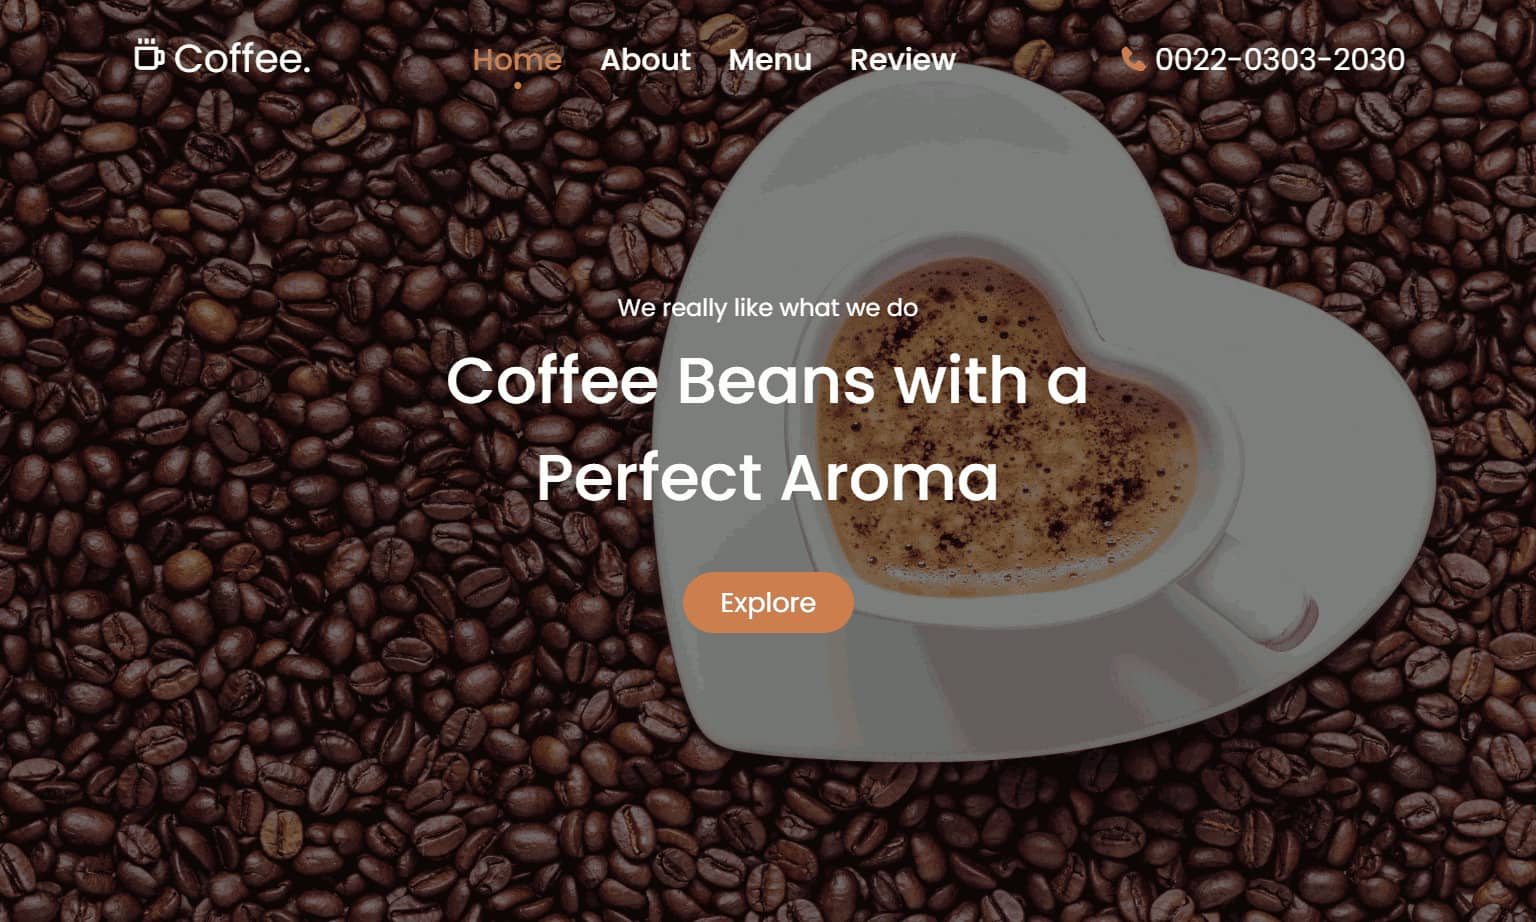 Coffee.
Home About Menu Review
0022-0303-2030
We really like what we do
Coffee Beans with a
Perfect Aroma
Explore